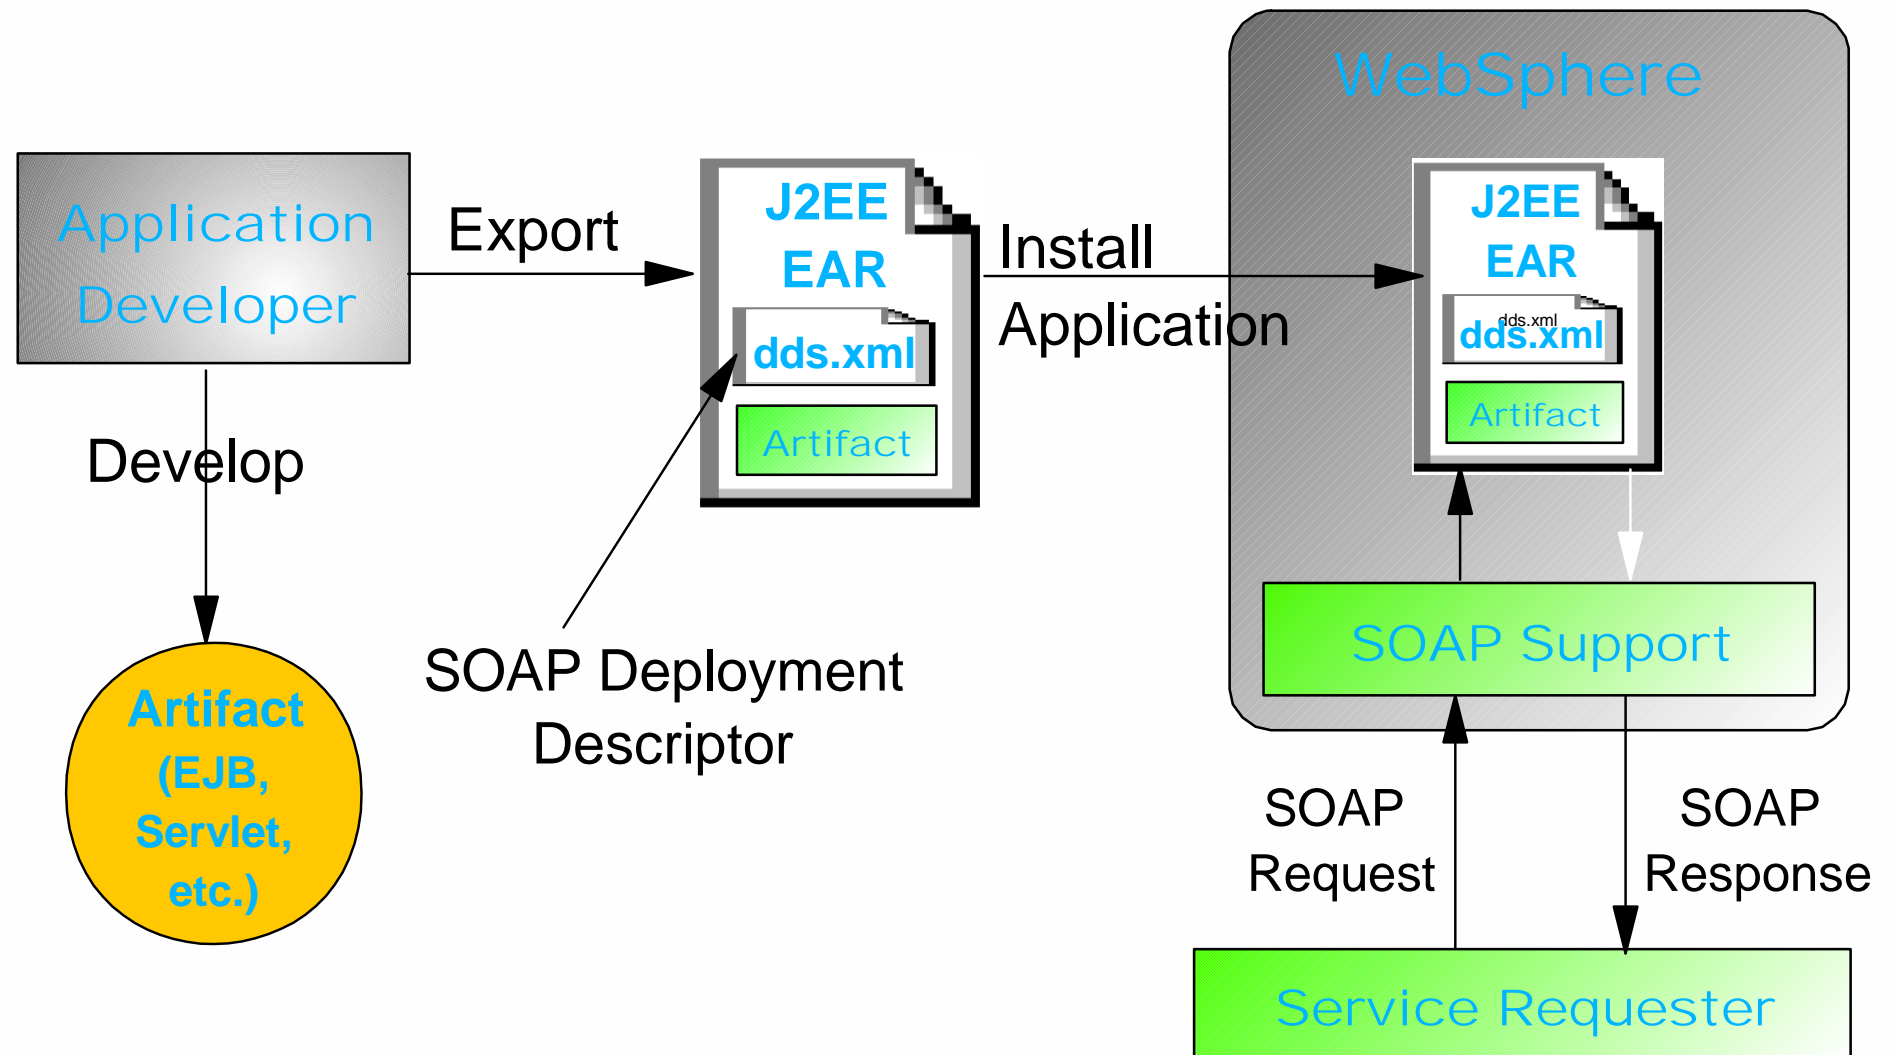 WebSphere
Application
Developer
Export
J2EE
EAR
dds.xml
Artifact
Install
Application
J2EE
EAR
dds.xml
dds.xml
Artifact
Develop
SOAP Deployment
Descriptor
Artifact
(EJB,
Servlet,
etc.)
SOAP Support
SOAP
Request
SOAP
Response
Service Requester